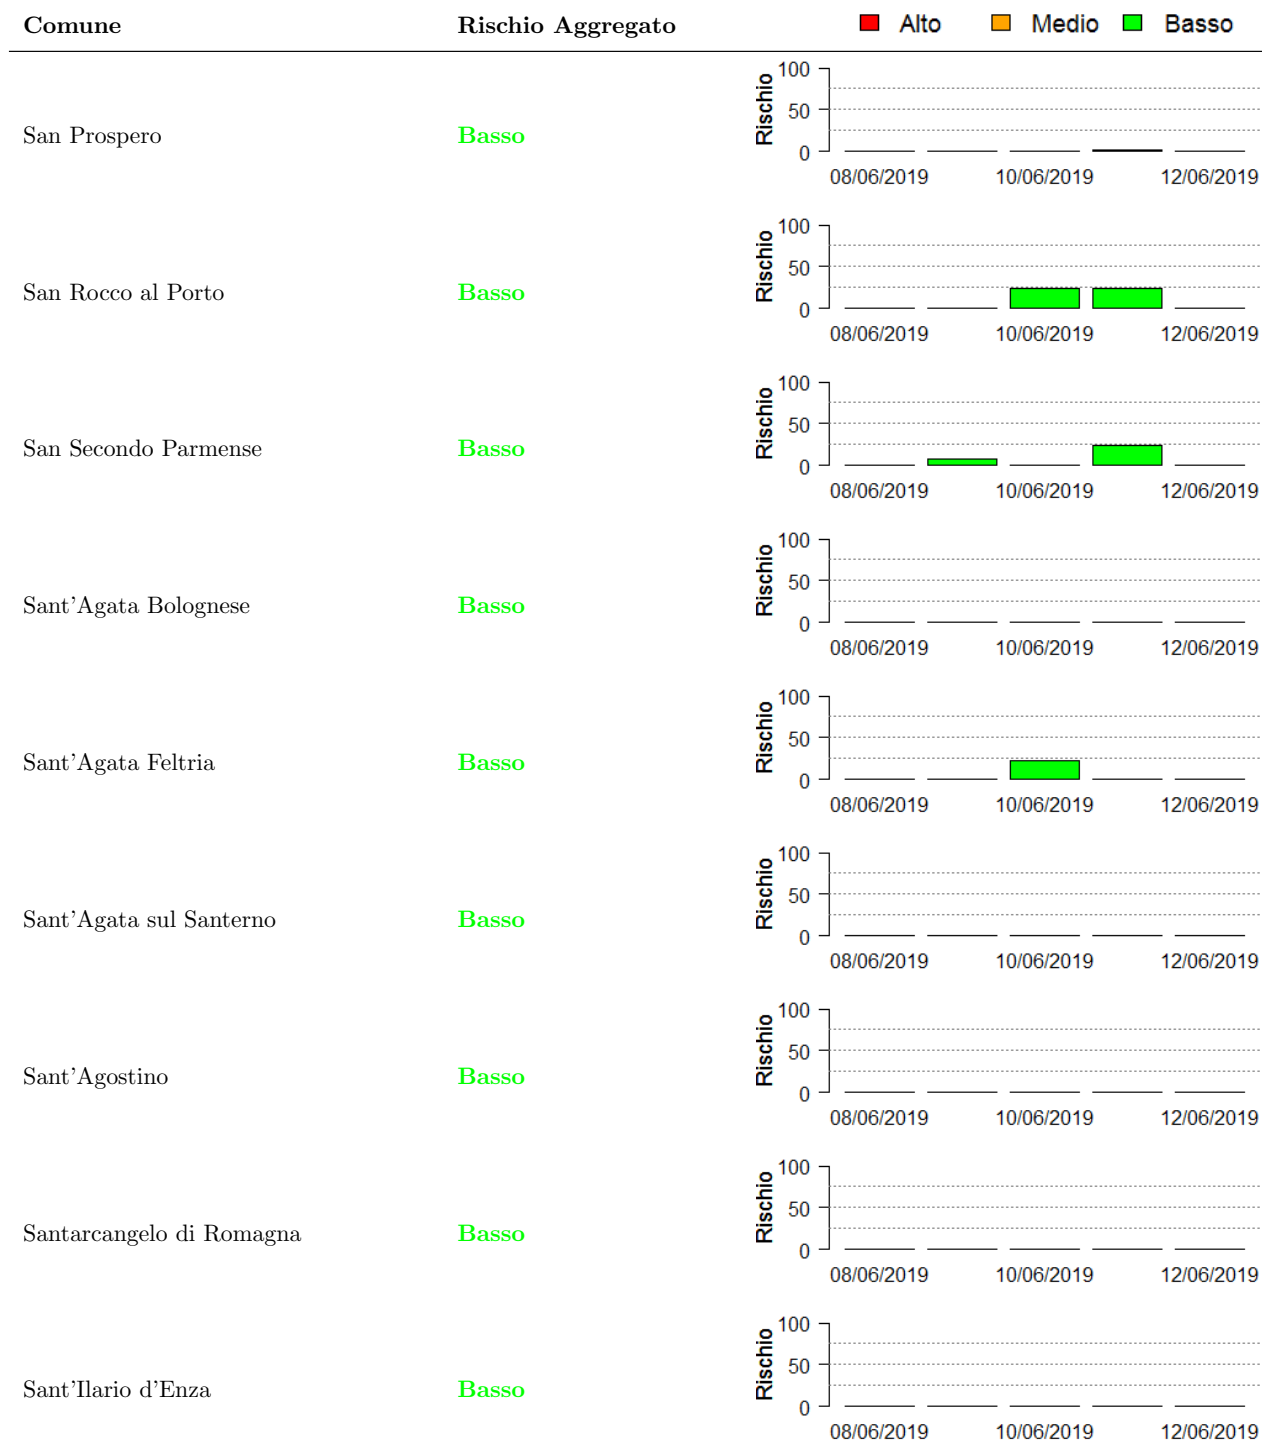 Comune Rischio Aggregato Alto Medio Basso
100
50
0
Rischio
San Prospero Basso
08/06/2019 10/06/2019 12/06/2019
100
50
0
Rischio
San Rocco al Porto Basso
08/06/2019 10/06/2019 12/06/2019
100
50
0
Rischio
San Secondo Parmense Basso
08/06/2019 10/06/2019 12/06/2019
100
50
0
Rischio
Sant'Agata Bolognese Basso
08/06/2019 10/06/2019 12/06/2019
100
50
0
Rischio
Sant'Agata Feltria Basso
08/06/2019 10/06/2019 12/06/2019
100
50
0
Rischio
Sant'Agata sul Santerno Basso
08/06/2019 10/06/2019 12/06/2019
100
50
0
Rischio
Sant'Agostino Basso
08/06/2019 10/06/2019 12/06/2019
100
50
0
Rischio
Santarcangelo di Romagna Basso
08/06/2019 10/06/2019 12/06/2019
100
50
0
Rischio
Sant'Ilario d'Enza Basso
08/06/2019 10/06/2019 12/06/2019